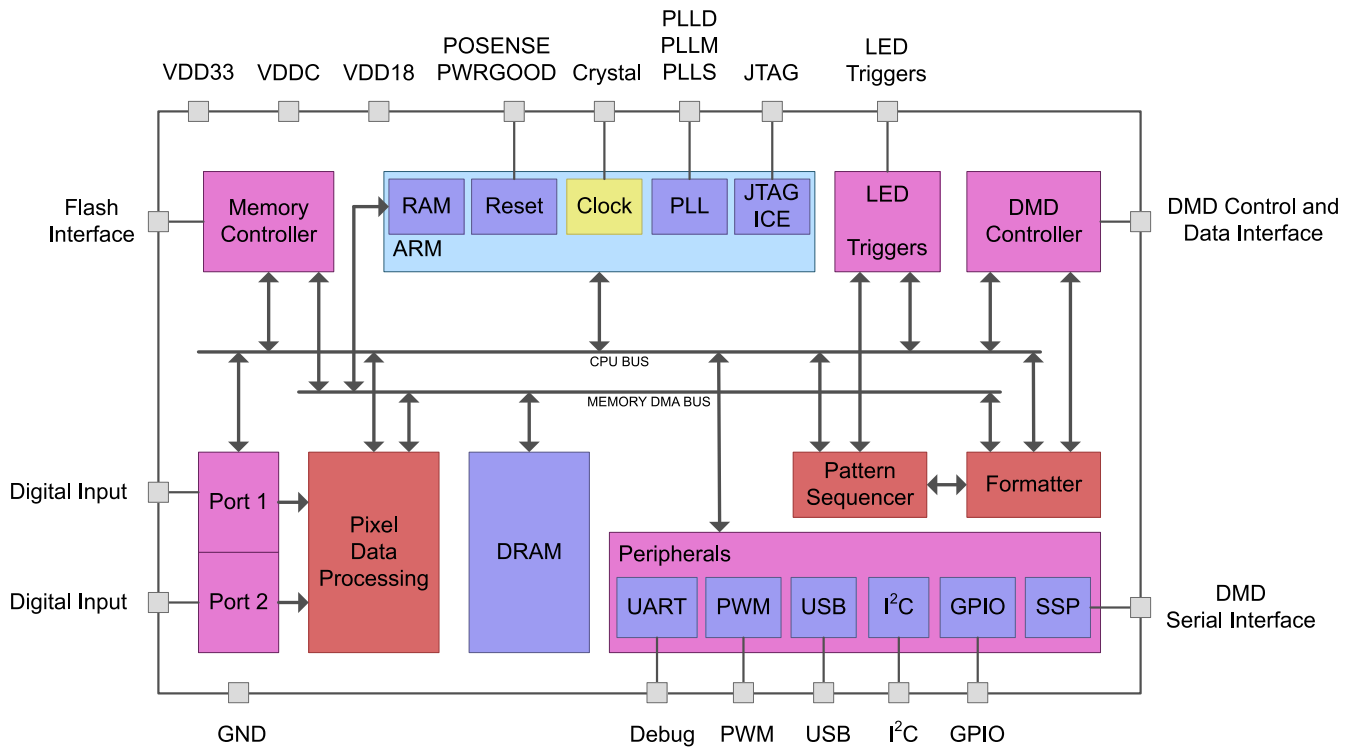 PLLD
PLLM
PLLS
POSENSE
PWRGOOD
LED
Triggers
VDD33
VDDC
VDD18
Crystal
JTAG
Flash
Interface
Memory
Controller
RAM
Reset
Clock
PLL
JTAG
ICE
ARM
LED
Triggers
DMD
Controller
DMD Control and
Data Interface
CPU BUS
MEMORY DMA BUS
Digital Input
Port 1
Digital Input
Port 2
Pixel
Data
Processing
DRAM
Pattern
Sequencer
Formatter
Peripherals
UART
PWM
USB
I²C
GPIO
SSP
DMD
Serial Interface
GND
Debug
PWM
USB
I²C
GPIO